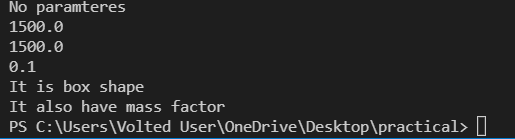 No paramteres
1500.0
1500.0
0.1
It is box shape
It also have mass factor
PS C:\Users\Volted User\OneDrive\Desktop\practical>